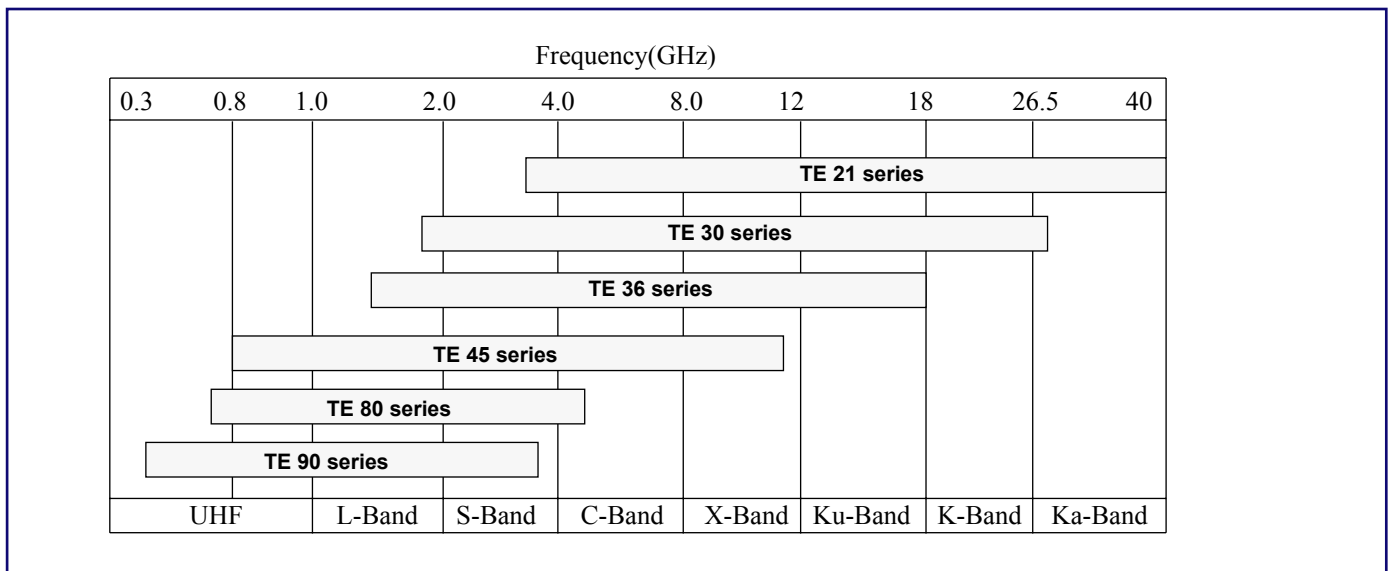 Frequency(GHz)
0.3 0.8 1.0 2.0 4.0 8.0 12 18 26.5 40
TE 21 series
TE 30 series
TE 36 series
TE 45 series
TE 80 series
TE 90 series
UHF L-Band S-Band C-Band X-Band Ku-Band K-Band Ka-Band